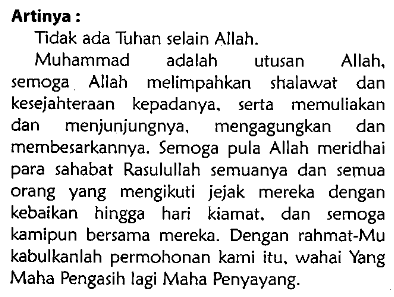 Artinya :
Tidak ada Tuhan selain Allah.
Muhammad adalah utusan Allah,
semoga Allah melimpahkan shalawat dan
kesejahteraan kepadanya, serta memuliakan
dan menjunjungnya, mengagungkan dan
membesarkannya. Semoga pula Allah meridhai
para sahabat Rasulullah semuanya dan semua
orang yang mengikuti jejak mereka dengan
kebaikan hingga hari kiamat, dan semoga
kamipun bersama mereka. Dengan rahmat-Mu
kabulkanlah permohonan kami itu, wahai Yang
Maha Pengasih lagi Maha Penyayang.